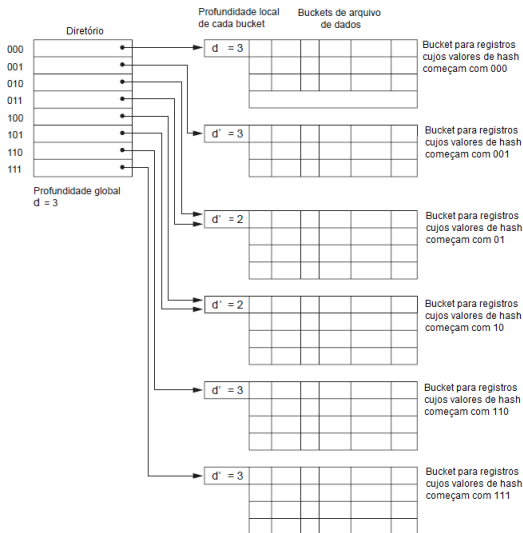 Profundidade local
de cada bucket
Buckets de arquivo
de dados
Diretório
000
001
010
011
100
101
110
111
Profundidade global
d = 3
d = 3
Bucket para registros
cujos valores de hash
começam com 000
d' = 3
Bucket para registros
cujos valores de hash
começam com 001
d' = 2
Bucket para registros
cujos valores de hash
começam com 01
d' = 2
Bucket para registros
cujos valores de hash
começam com 10
d' = 3
Bucket para registros
cujos valores de hash
começam com 110
d' = 3
Bucket para registros
cujos valores de hash
começam com 111